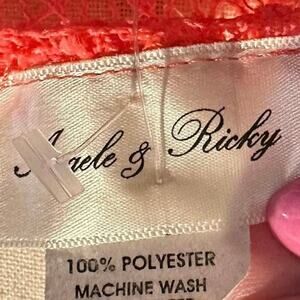 & Ricky
100% POLYESTER
MACHINE WASH